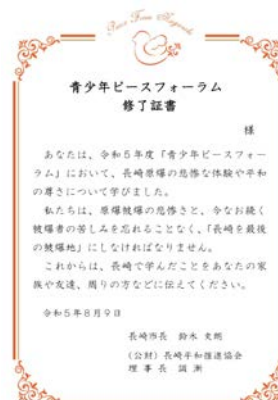 Peace From Nagasaki
青少年ピースフォーラム
修了証書
様
あなたは、令和5年度「青少年ピースフォー
ラム」において、長崎原爆の悲惨な体験や平和
の尊さについて学びました。
私たちは、原爆被爆の悲惨さと、今なお続く
被爆者の苦しみを忘れることなく、「長崎を最後
の被爆地」にしなければなりません。
これからは、長崎で学んだことをあなたの家
族や友達、周りの方などに伝えてください。
令和5年8月9日
長崎市長 鈴木 史朗
(公財)長崎平和推進協会
理事長 調 漸